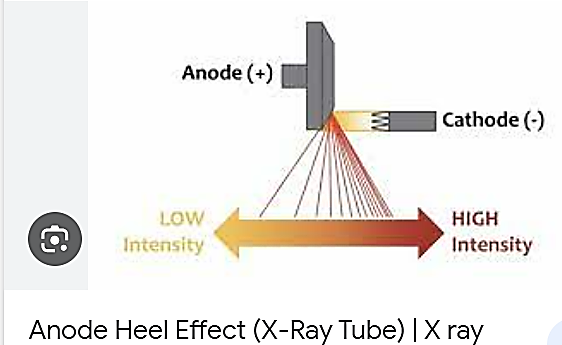 Anode (+)
Cathode (-)
LOW
Intensity
HIGH
Intensity
Anode Heel Effect (X-Ray Tube) | X ray